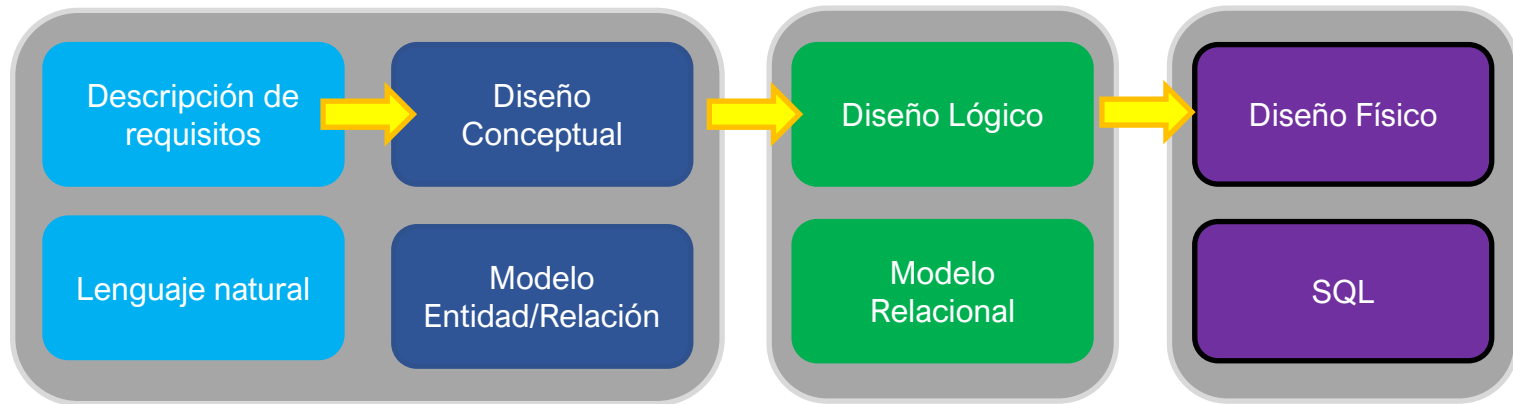 Descripción de
requisitos
Diseño
Conceptual
Diseño Lógico
Diseño Físico
Lenguaje natural
Modelo
Entidad/Relación
Modelo
Relacional
SQL